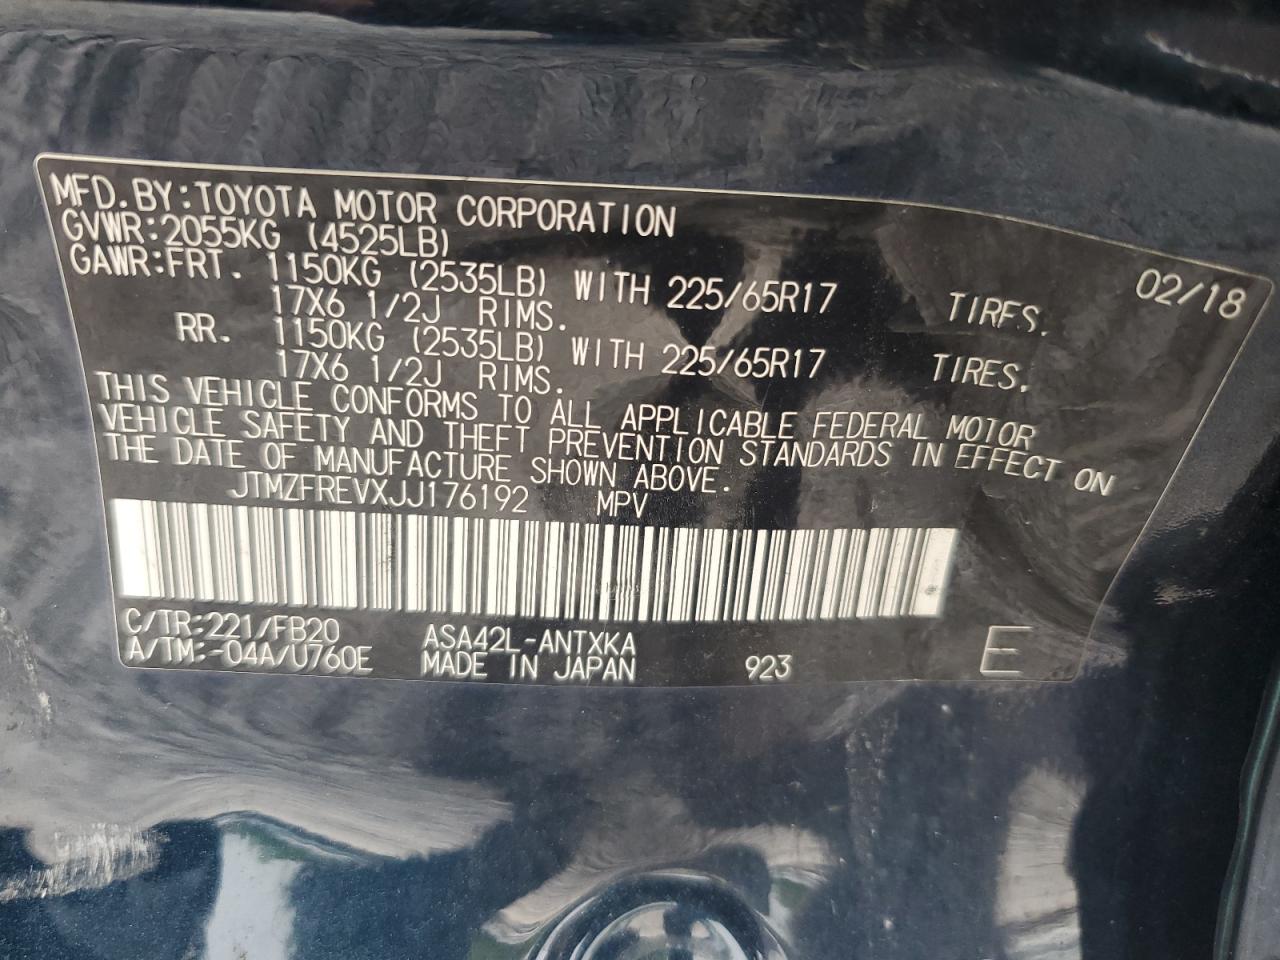 MFD.BY:TOYOTA MOTOR CORPORATION 02/18
GVWR:2055KG (4525LB)
GAWR:FRT. 1150KG (2535LB) WITH 225/65R17 TIRES.
17X6 1/2J RIMS.
RR. 1150KG (2535LB) WITH 225/65R17 TIRES.
17X6 1/2J RIMS.
THIS VEHICLE CONFORMS TO ALL APPLICABLE FEDERAL MOTOR
VEHICLE SAFETY AND THEFT PREVENTION STANDARDS IN EFFECT ON
THE DATE OF MANUFACTURE SHOWN ABOVE.
JTMZFREVXJJ176192 MPV
C/TR:221/FB20 ASA42L-ANTXKA
A/TM:-04A/U760E MADE IN JAPAN 923 E